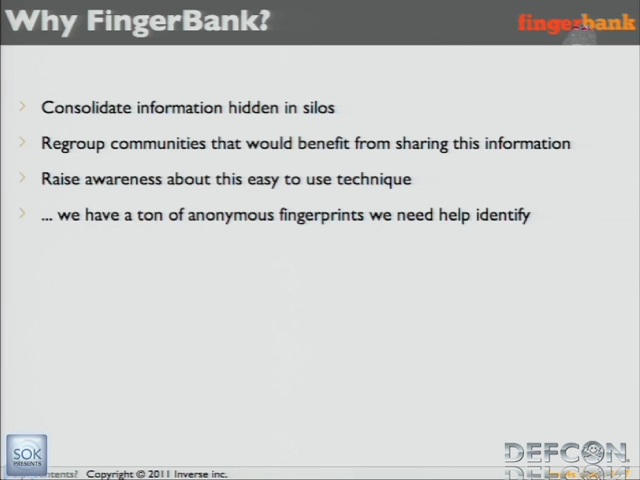 Why FingerBank?
fingerbank
Consolidate information hidden in silos
Regroup communities that would benefit from sharing this information
Raise awareness about this easy to use technique
... we have a ton of anonymous fingerprints we need help identify
SOK
PRESENTS
DEFCON
Copyright © 2011 Inverse inc.